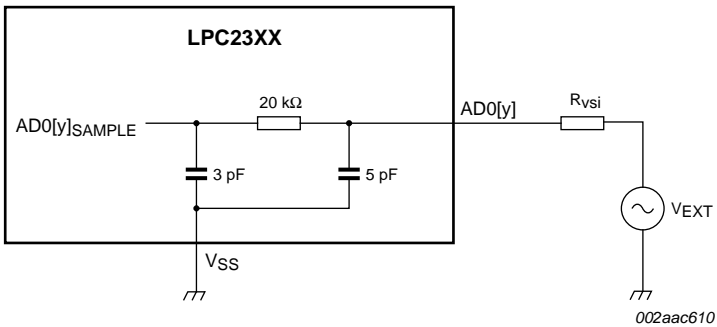 LPC23XX
AD0[y]SAMPLE
20 kΩ
AD0[y]
Rvsi
3 pF
5 pF
VEXT
VSS
002aac610